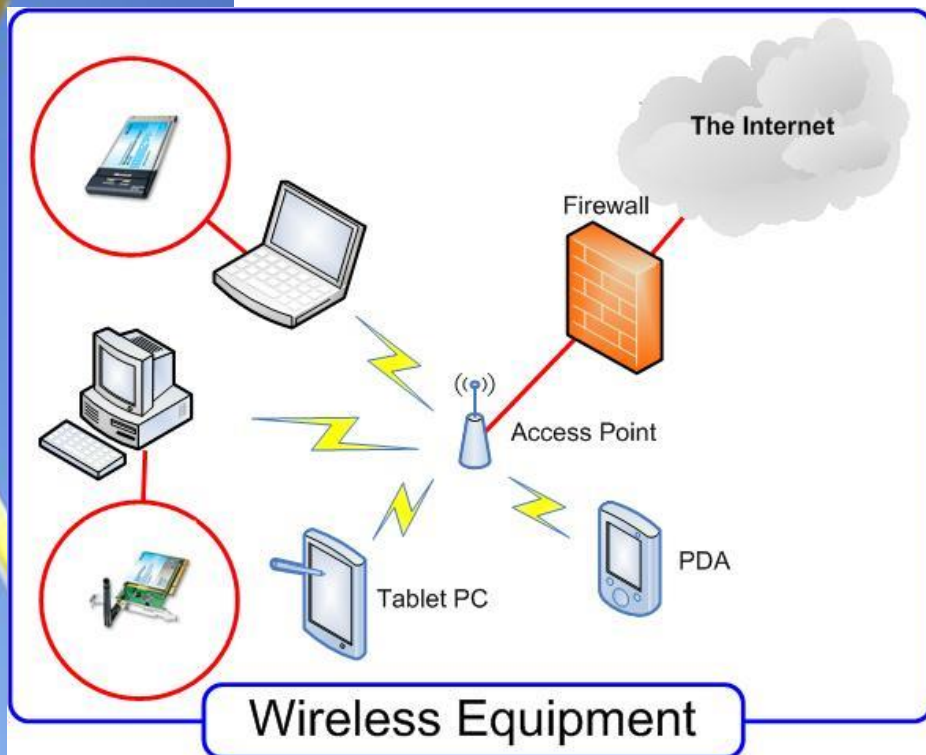 The Internet
Firewall
Access Point
PDA
Tablet PC
Wireless Equipment